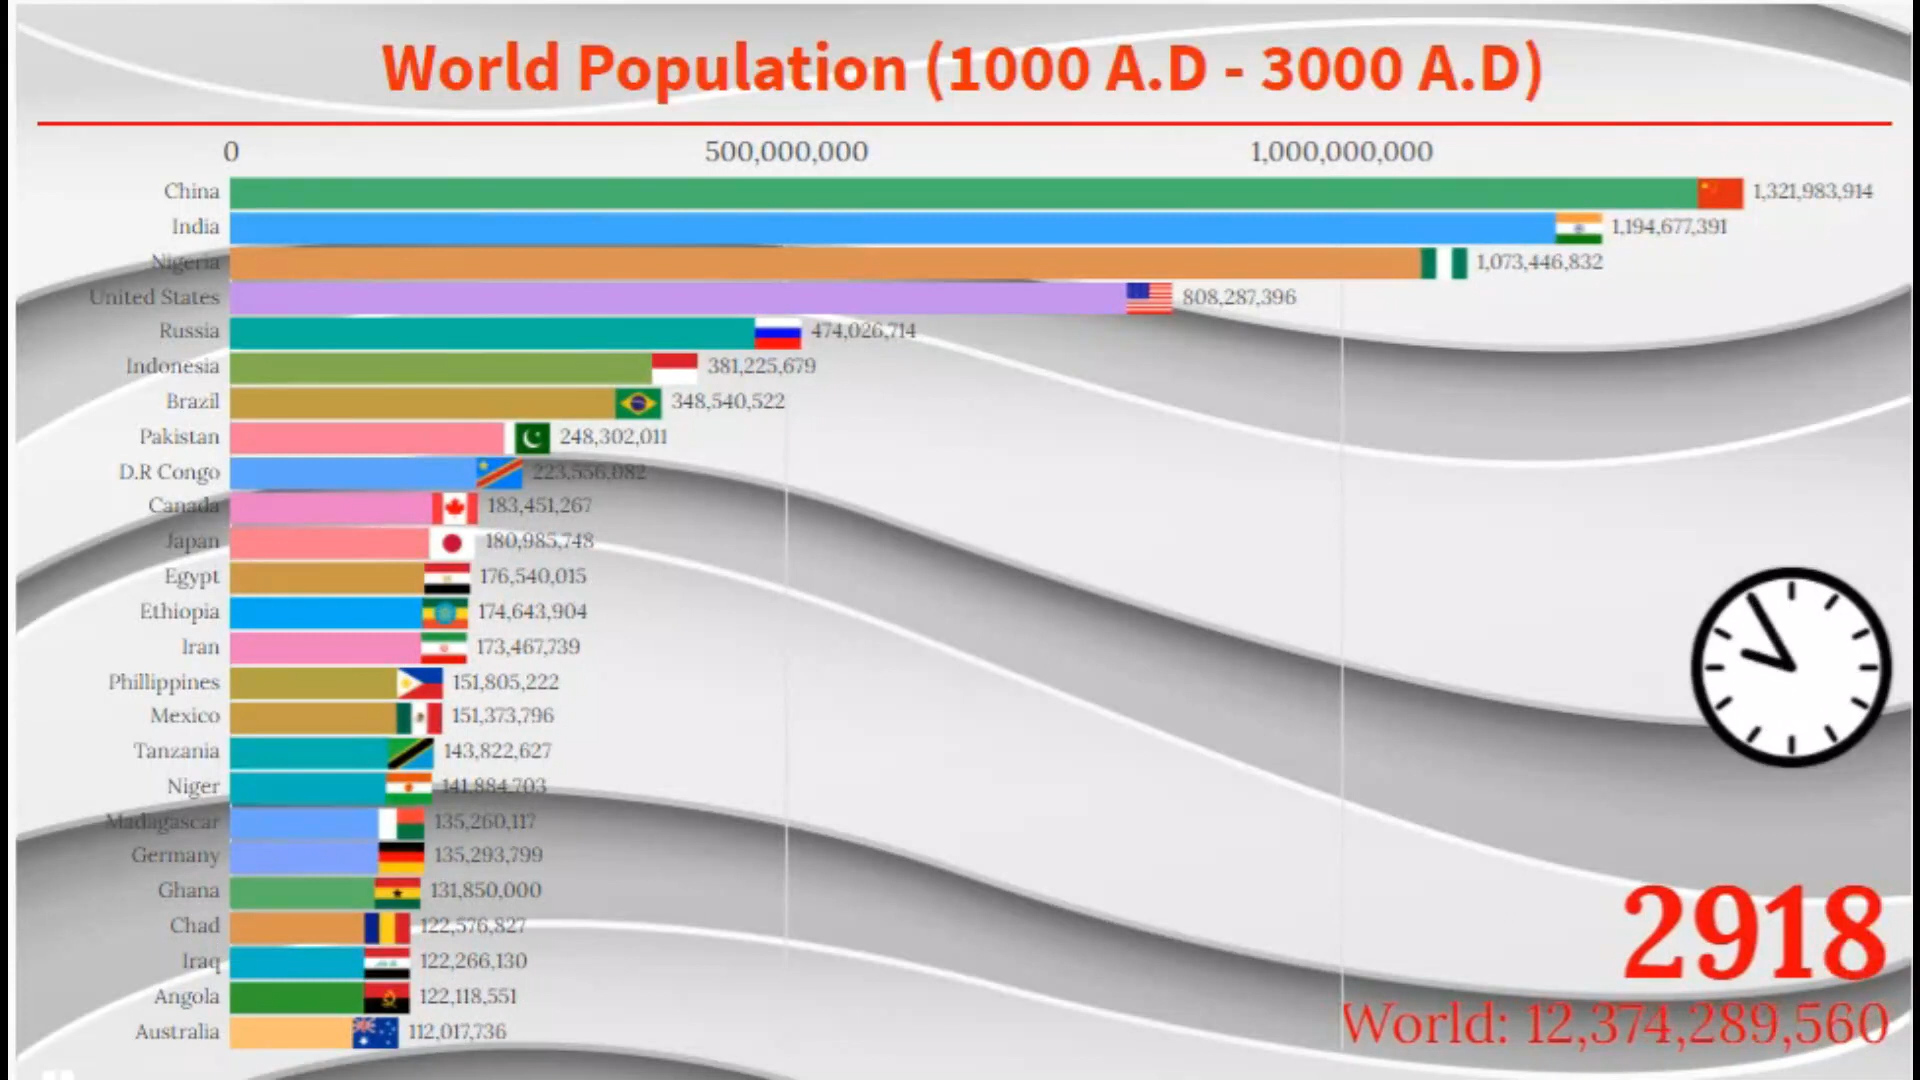 World Population (1000 A.D - 3000 A.D)
0 500,000,000 1,000,000,000
China 1,321,983,914
India 1,194,677,391
Nigeria 1,073,446,832
United States 808,287,396
Russia 474,026,714
Indonesia 381,225,679
Brazil 348,540,522
Pakistan 248,302,011
D.R Congo 223,556,082
Canada 183,451,267
Japan 180,985,748
Egypt 176,540,015
Ethiopia 174,643,904
Iran 173,467,739
Phillippines 151,805,222
Mexico 151,373,796
Tanzania 143,822,627
Niger 141,884,703
Madagascar 135,260,117
Germany 135,293,799
Ghana 131,850,000
Chad 122,576,827
Iraq 122,266,130
Angola 122,118,551
Australia 112,017,736
2918
World: 12,374,289,560